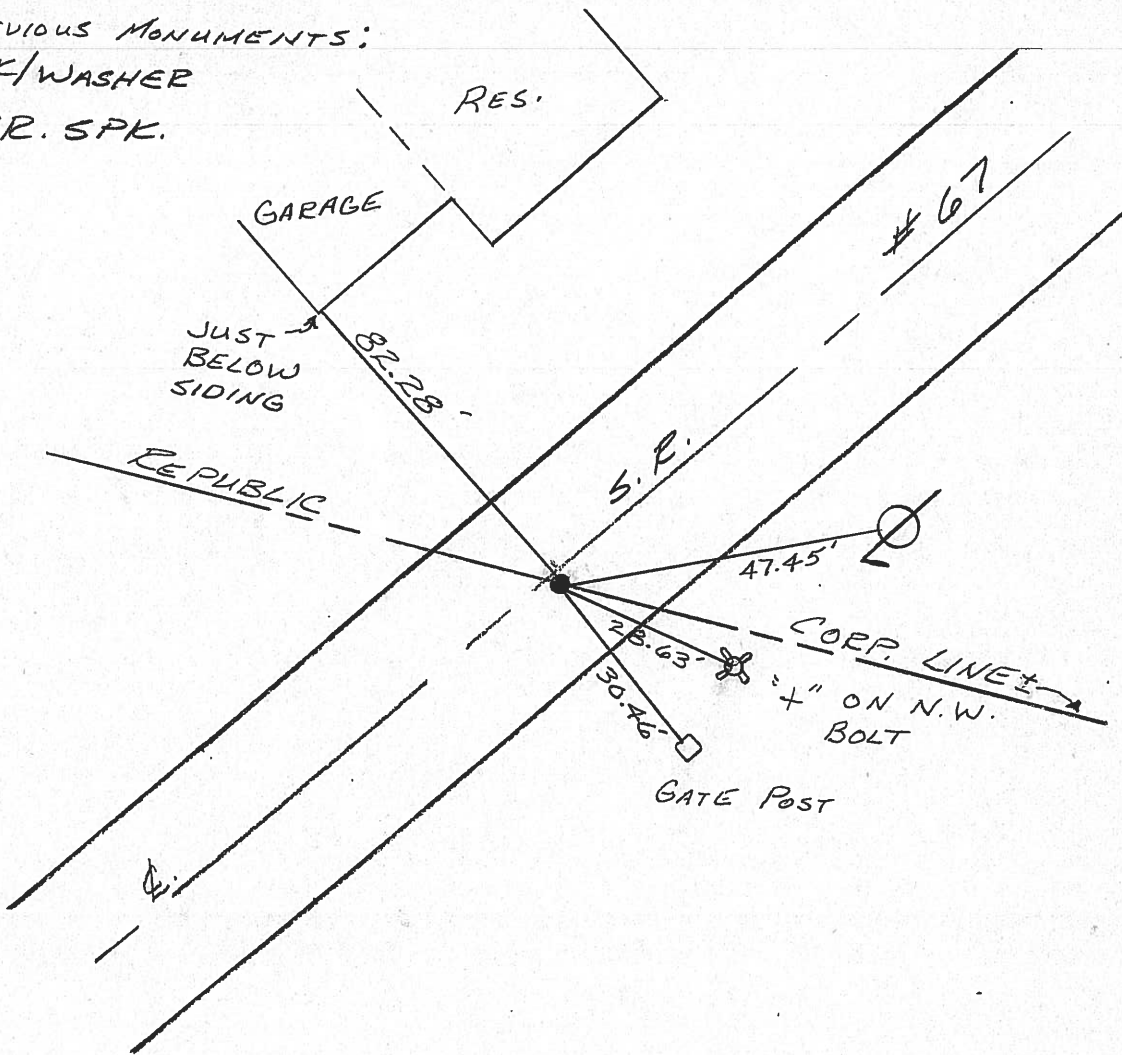 MONUMENTS:
/WASHER
R. SPK.
RES.
GARAGE
# 67
JUST
BELOW
SIDING
82.28'
S. R.
REPUBLIC
47.45'
28.63'
CORP. LINE±
30.46'
"+" ON N.W.
BOLT
GATE POST
℄.